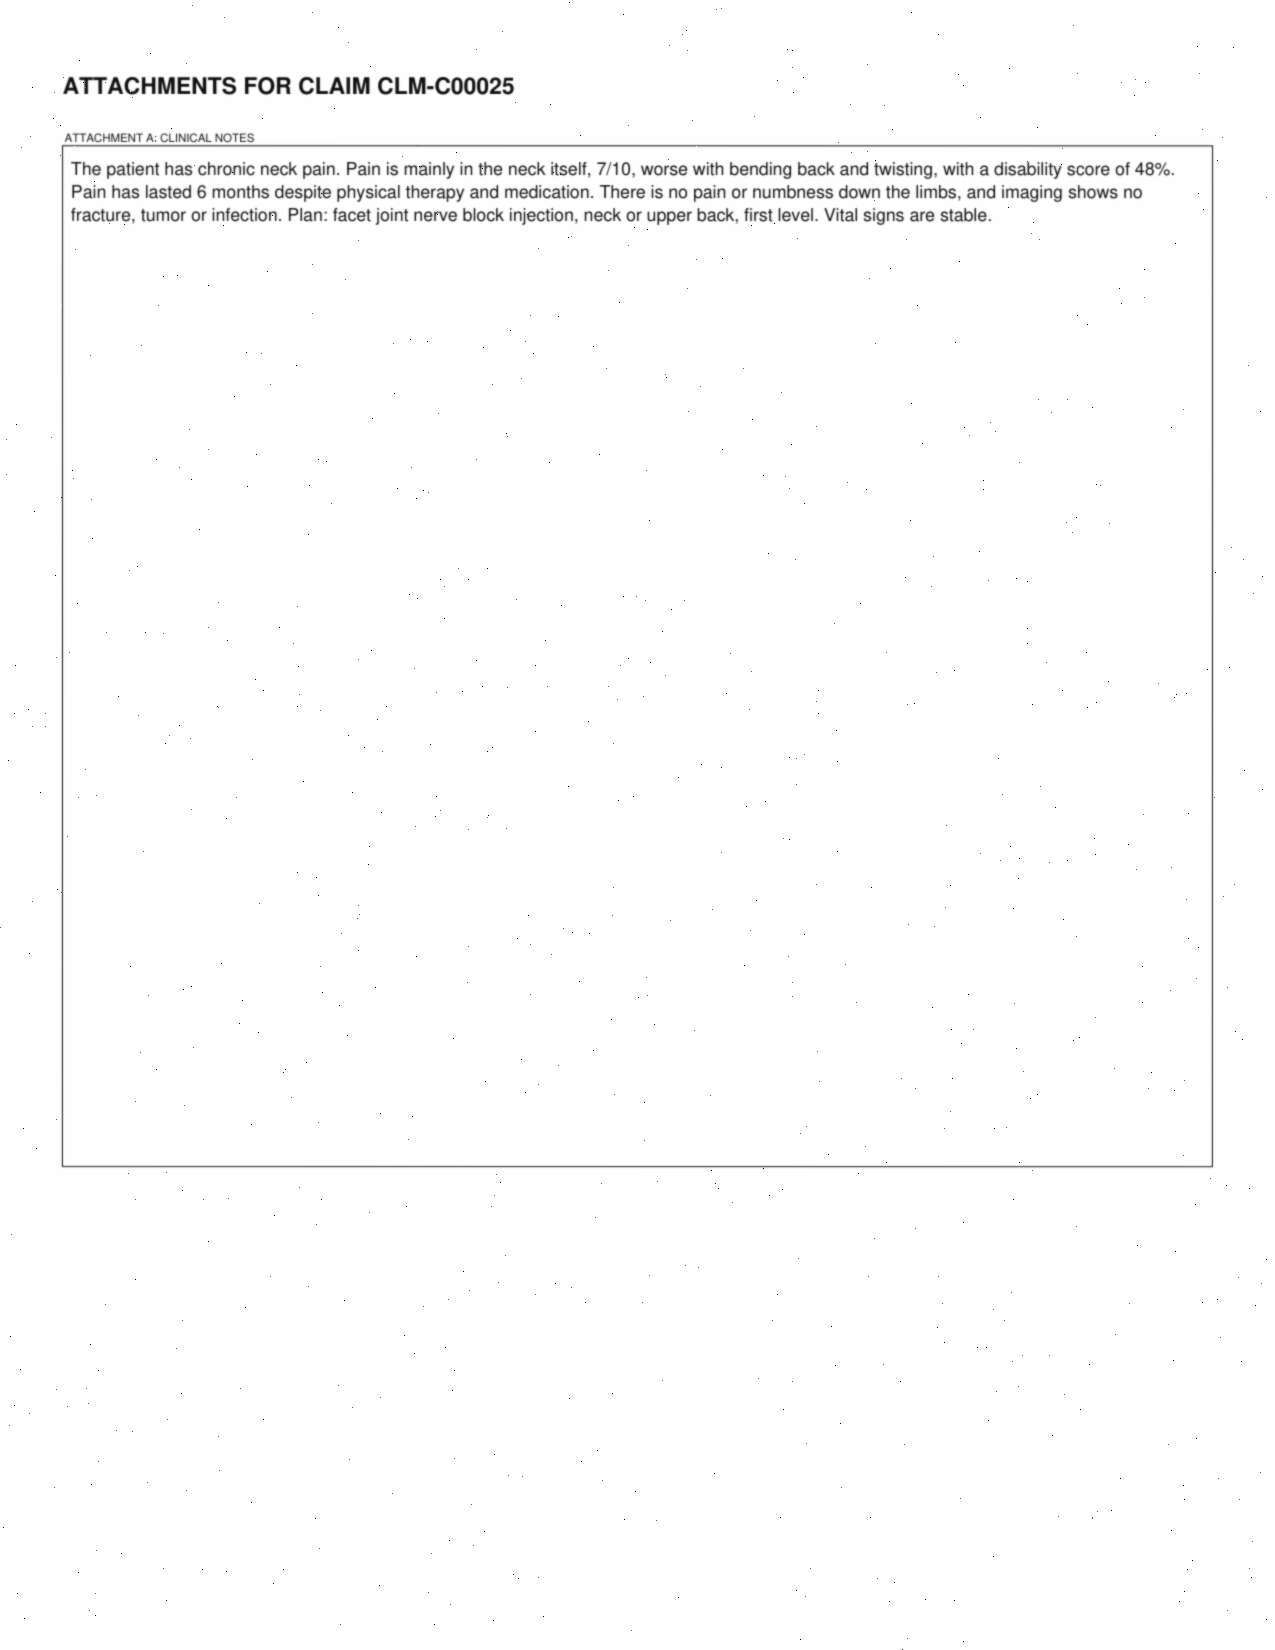 ATTACHMENTS FOR CLAIM CLM-C00025
ATTACHMENT A: CLINICAL NOTES
The patient has chronic neck pain. Pain is mainly in the neck itself, 7/10, worse with bending back and twisting, with a disability score of 48%.
Pain has lasted 6 months despite physical therapy and medication. There is no pain or numbness down the limbs, and imaging shows no
fracture, tumor or infection. Plan: facet joint nerve block injection, neck or upper back, first level. Vital signs are stable.